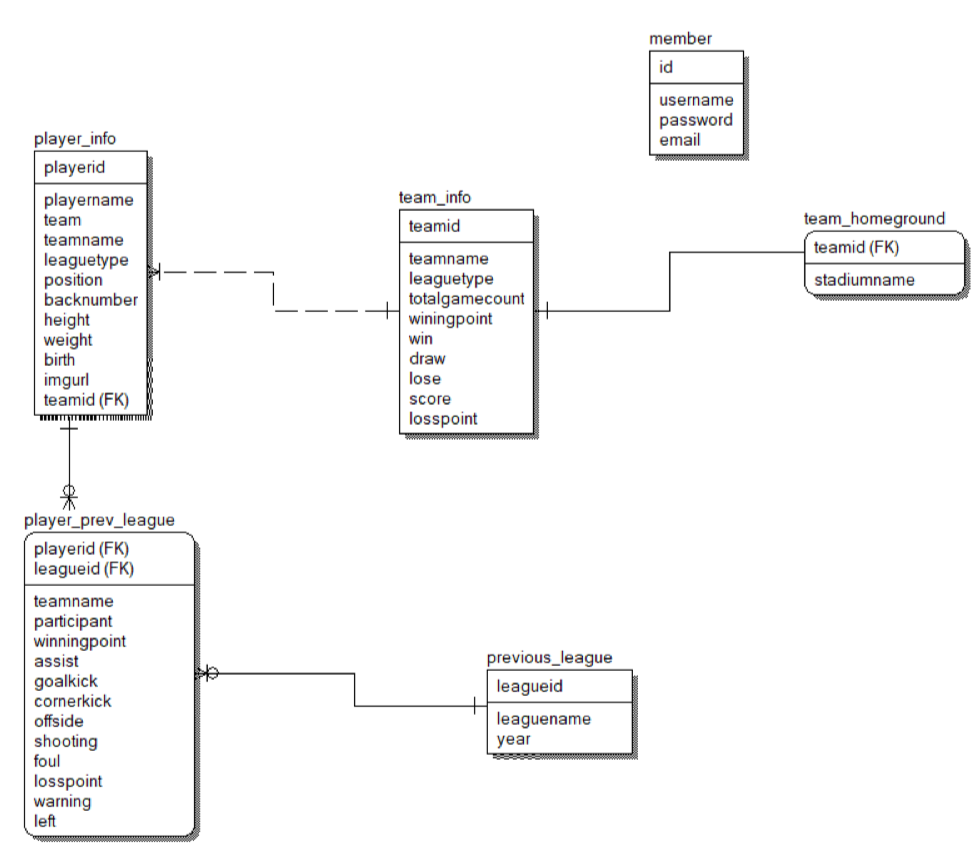 member
id
username
password
email
player_info
playerid
playername
team
teamname
leaguetype
position
backnumber
height
weight
birth
imgurl
teamid (FK)
team_info
teamid
teamname
leaguetype
totalgamecount
winingpoint
win
draw
lose
score
losspoint
team_homeground
teamid (FK)
stadiumname
player_prev_league
playerid (FK)
leagueid (FK)
teamname
participant
winningpoint
assist
goalkick
cornerkick
offside
shooting
foul
losspoint
warning
left
previous_league
leagueid
leaguename
year